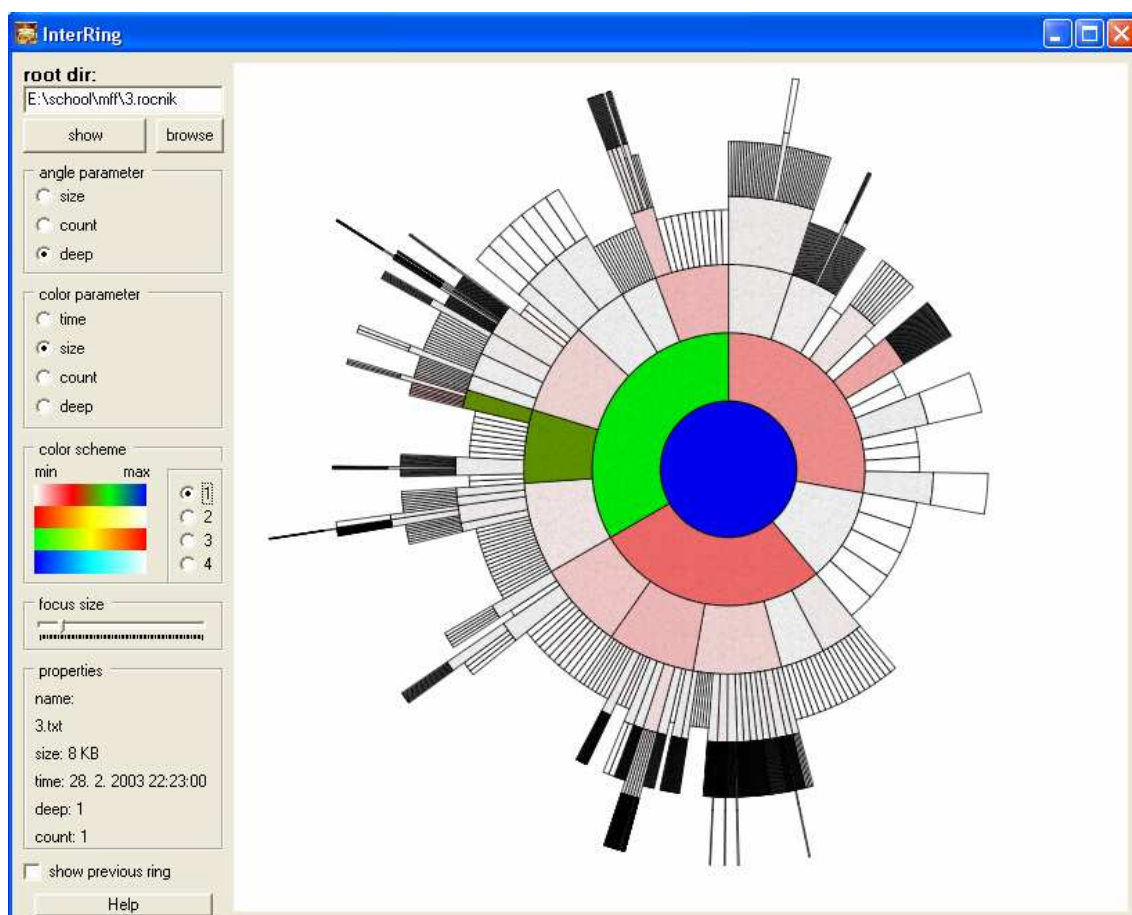 InterRing
root dir:
E:\school\mff\3.rocnik
show browse
angle parameter
size
count
deep
color parameter
time
size
count
deep
color scheme
min max
1
2
3
4
focus size
properties
name:
3.txt
size: 8 KB
time: 28. 2. 2003 22:23:00
deep: 1
count: 1
show previous ring
Help